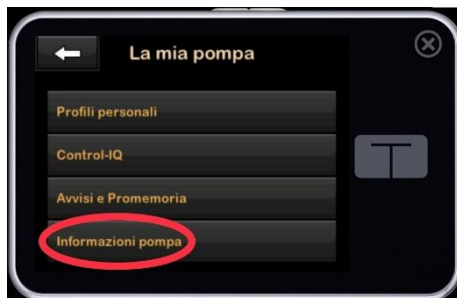 La mia pompa
Profili personali
Control-IQ
Avvisi e Promemoria
Informazioni pompa